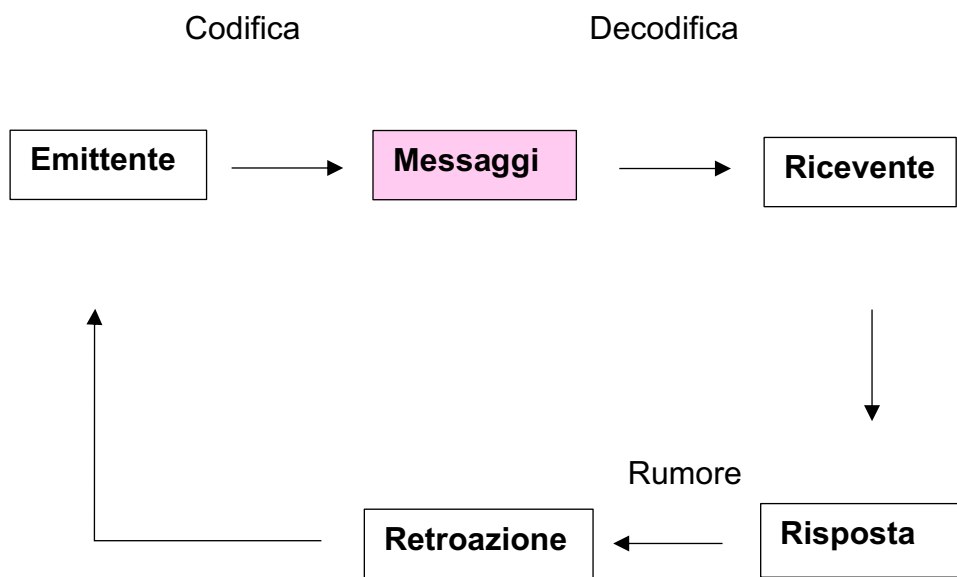 Codifica Decodifica
Emittente Messaggi Ricevente
Rumore
Retroazione Risposta